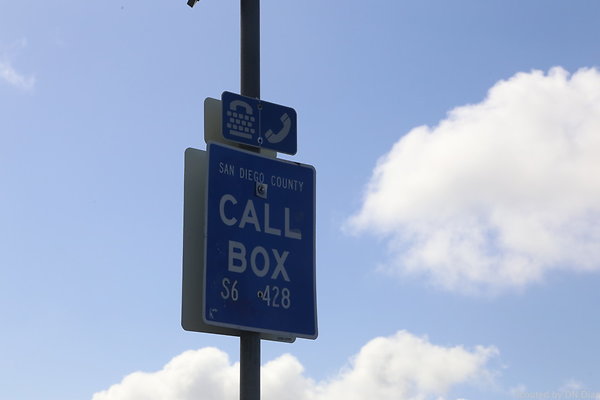 SAN DIEGO COUNTY
CALL
BOX
S6 428